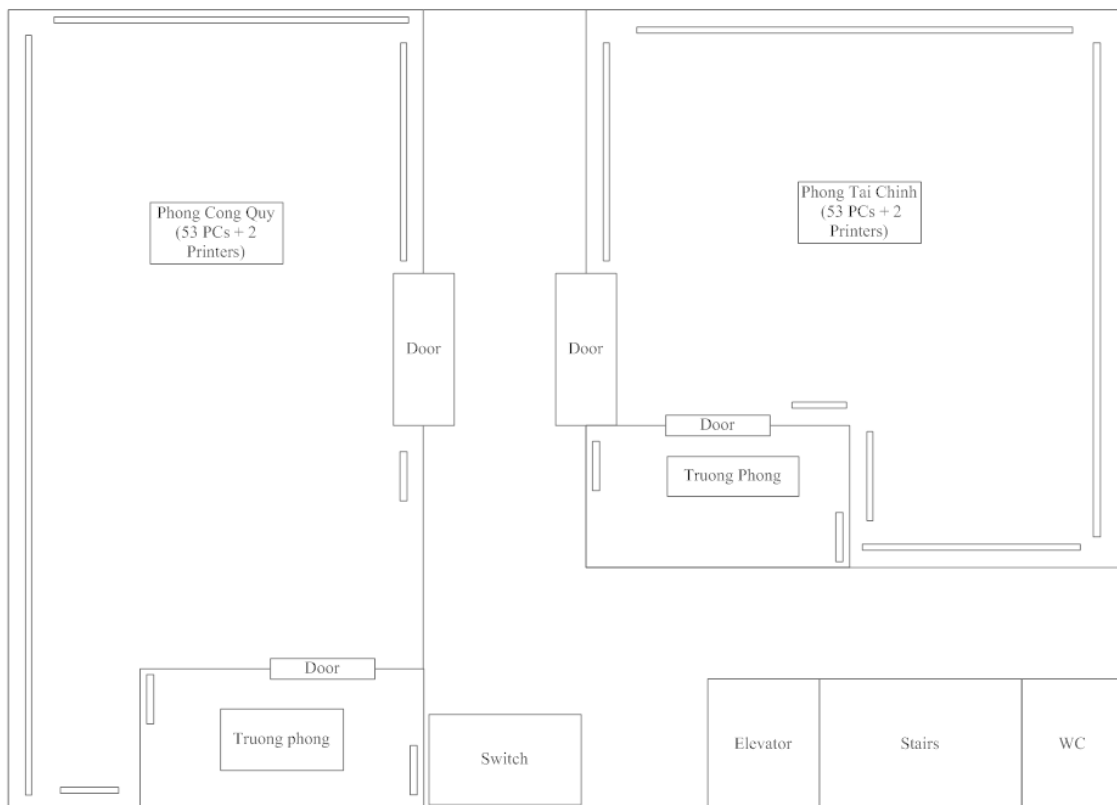 Phong Cong Quy
(53 PCs + 2
Printers)
Phong Tai Chinh
(53 PCs + 2
Printers)
Door
Door
Door
Truong Phong
Door
Truong phong
Switch
Elevator
Stairs
WC